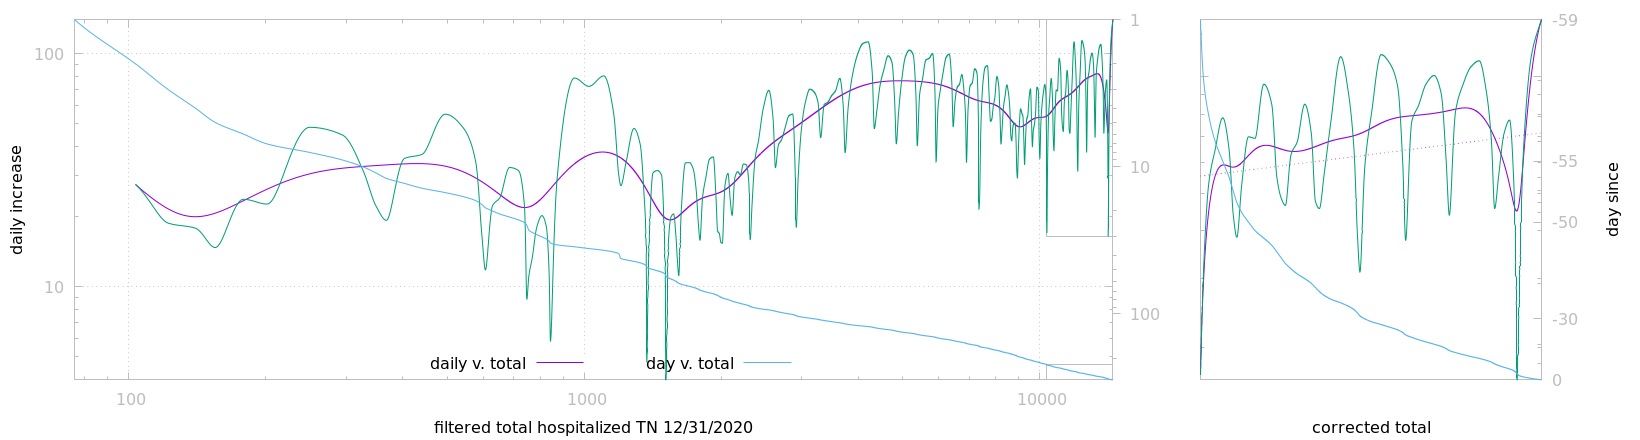 100
10
daily increase
1
10
100
daily v. total
day v. total
100
1000
10000
filtered total hospitalized TN 12/31/2020
-59
-55
-50
-30
0
day since
corrected total